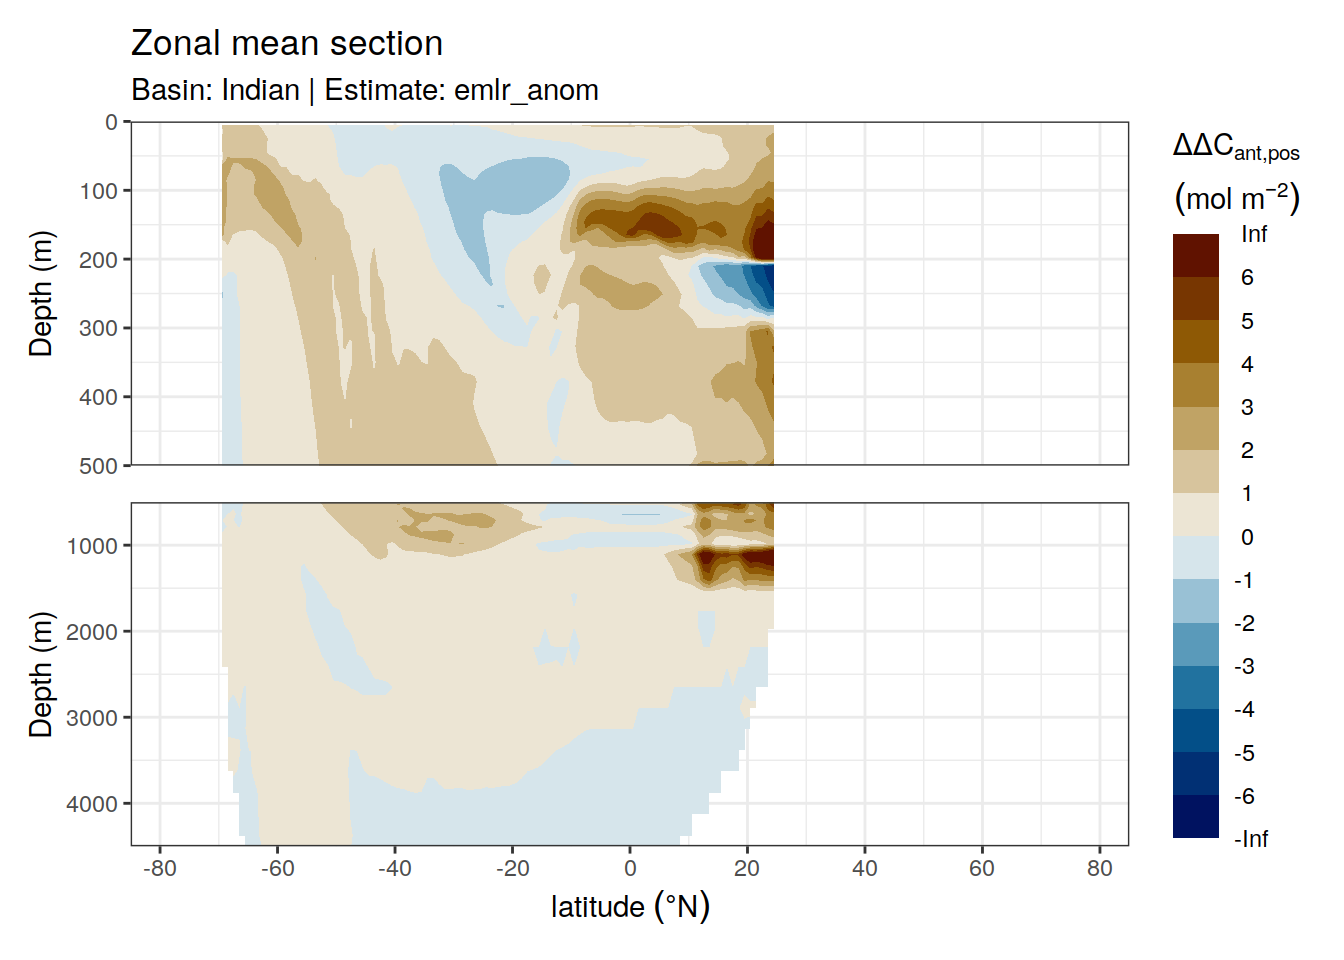 Zonal mean section
Basin: Indian | Estimate: emlr_anom
Depth (m)
0
100
200
300
400
500
Depth (m)
1000
2000
3000
4000
-80 -60 -40 -20 0 20 40 60 80
latitude (°N)
ΔΔC_ant,pos
(mol m⁻²)
Inf
6
5
4
3
2
1
0
-1
-2
-3
-4
-5
-6
-Inf